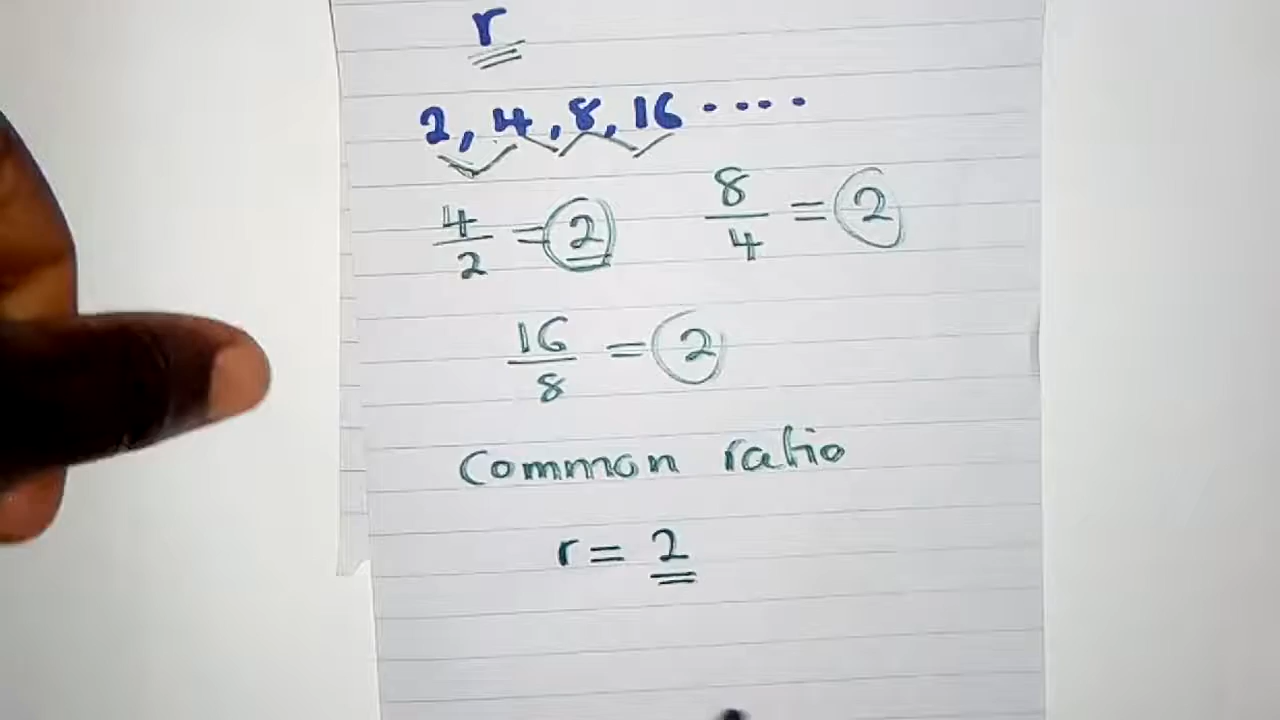 r
2, 4, 8, 16 ....
4/2 = 2 8/4 = 2
16/8 = 2
Common ratio
r = 2